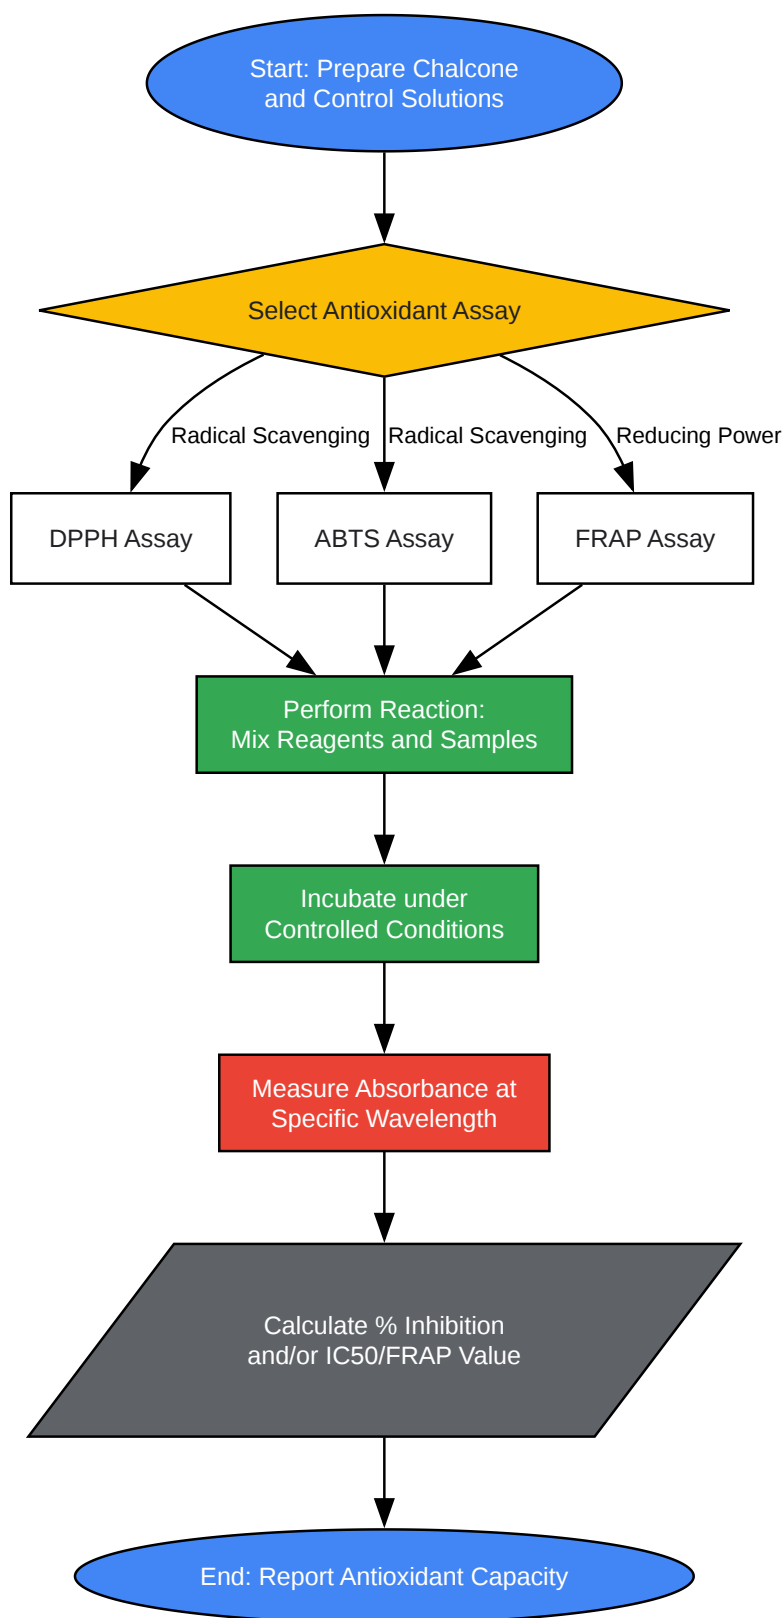 Start: Prepare Chalcone
and Control Solutions
Select Antioxidant Assay
Radical Scavenging
Radical Scavenging
Reducing Power
DPPH Assay
ABTS Assay
FRAP Assay
Perform Reaction:
Mix Reagents and Samples
Incubate under
Controlled Conditions
Measure Absorbance at
Specific Wavelength
Calculate % Inhibition
and/or IC50/FRAP Value
End: Report Antioxidant Capacity